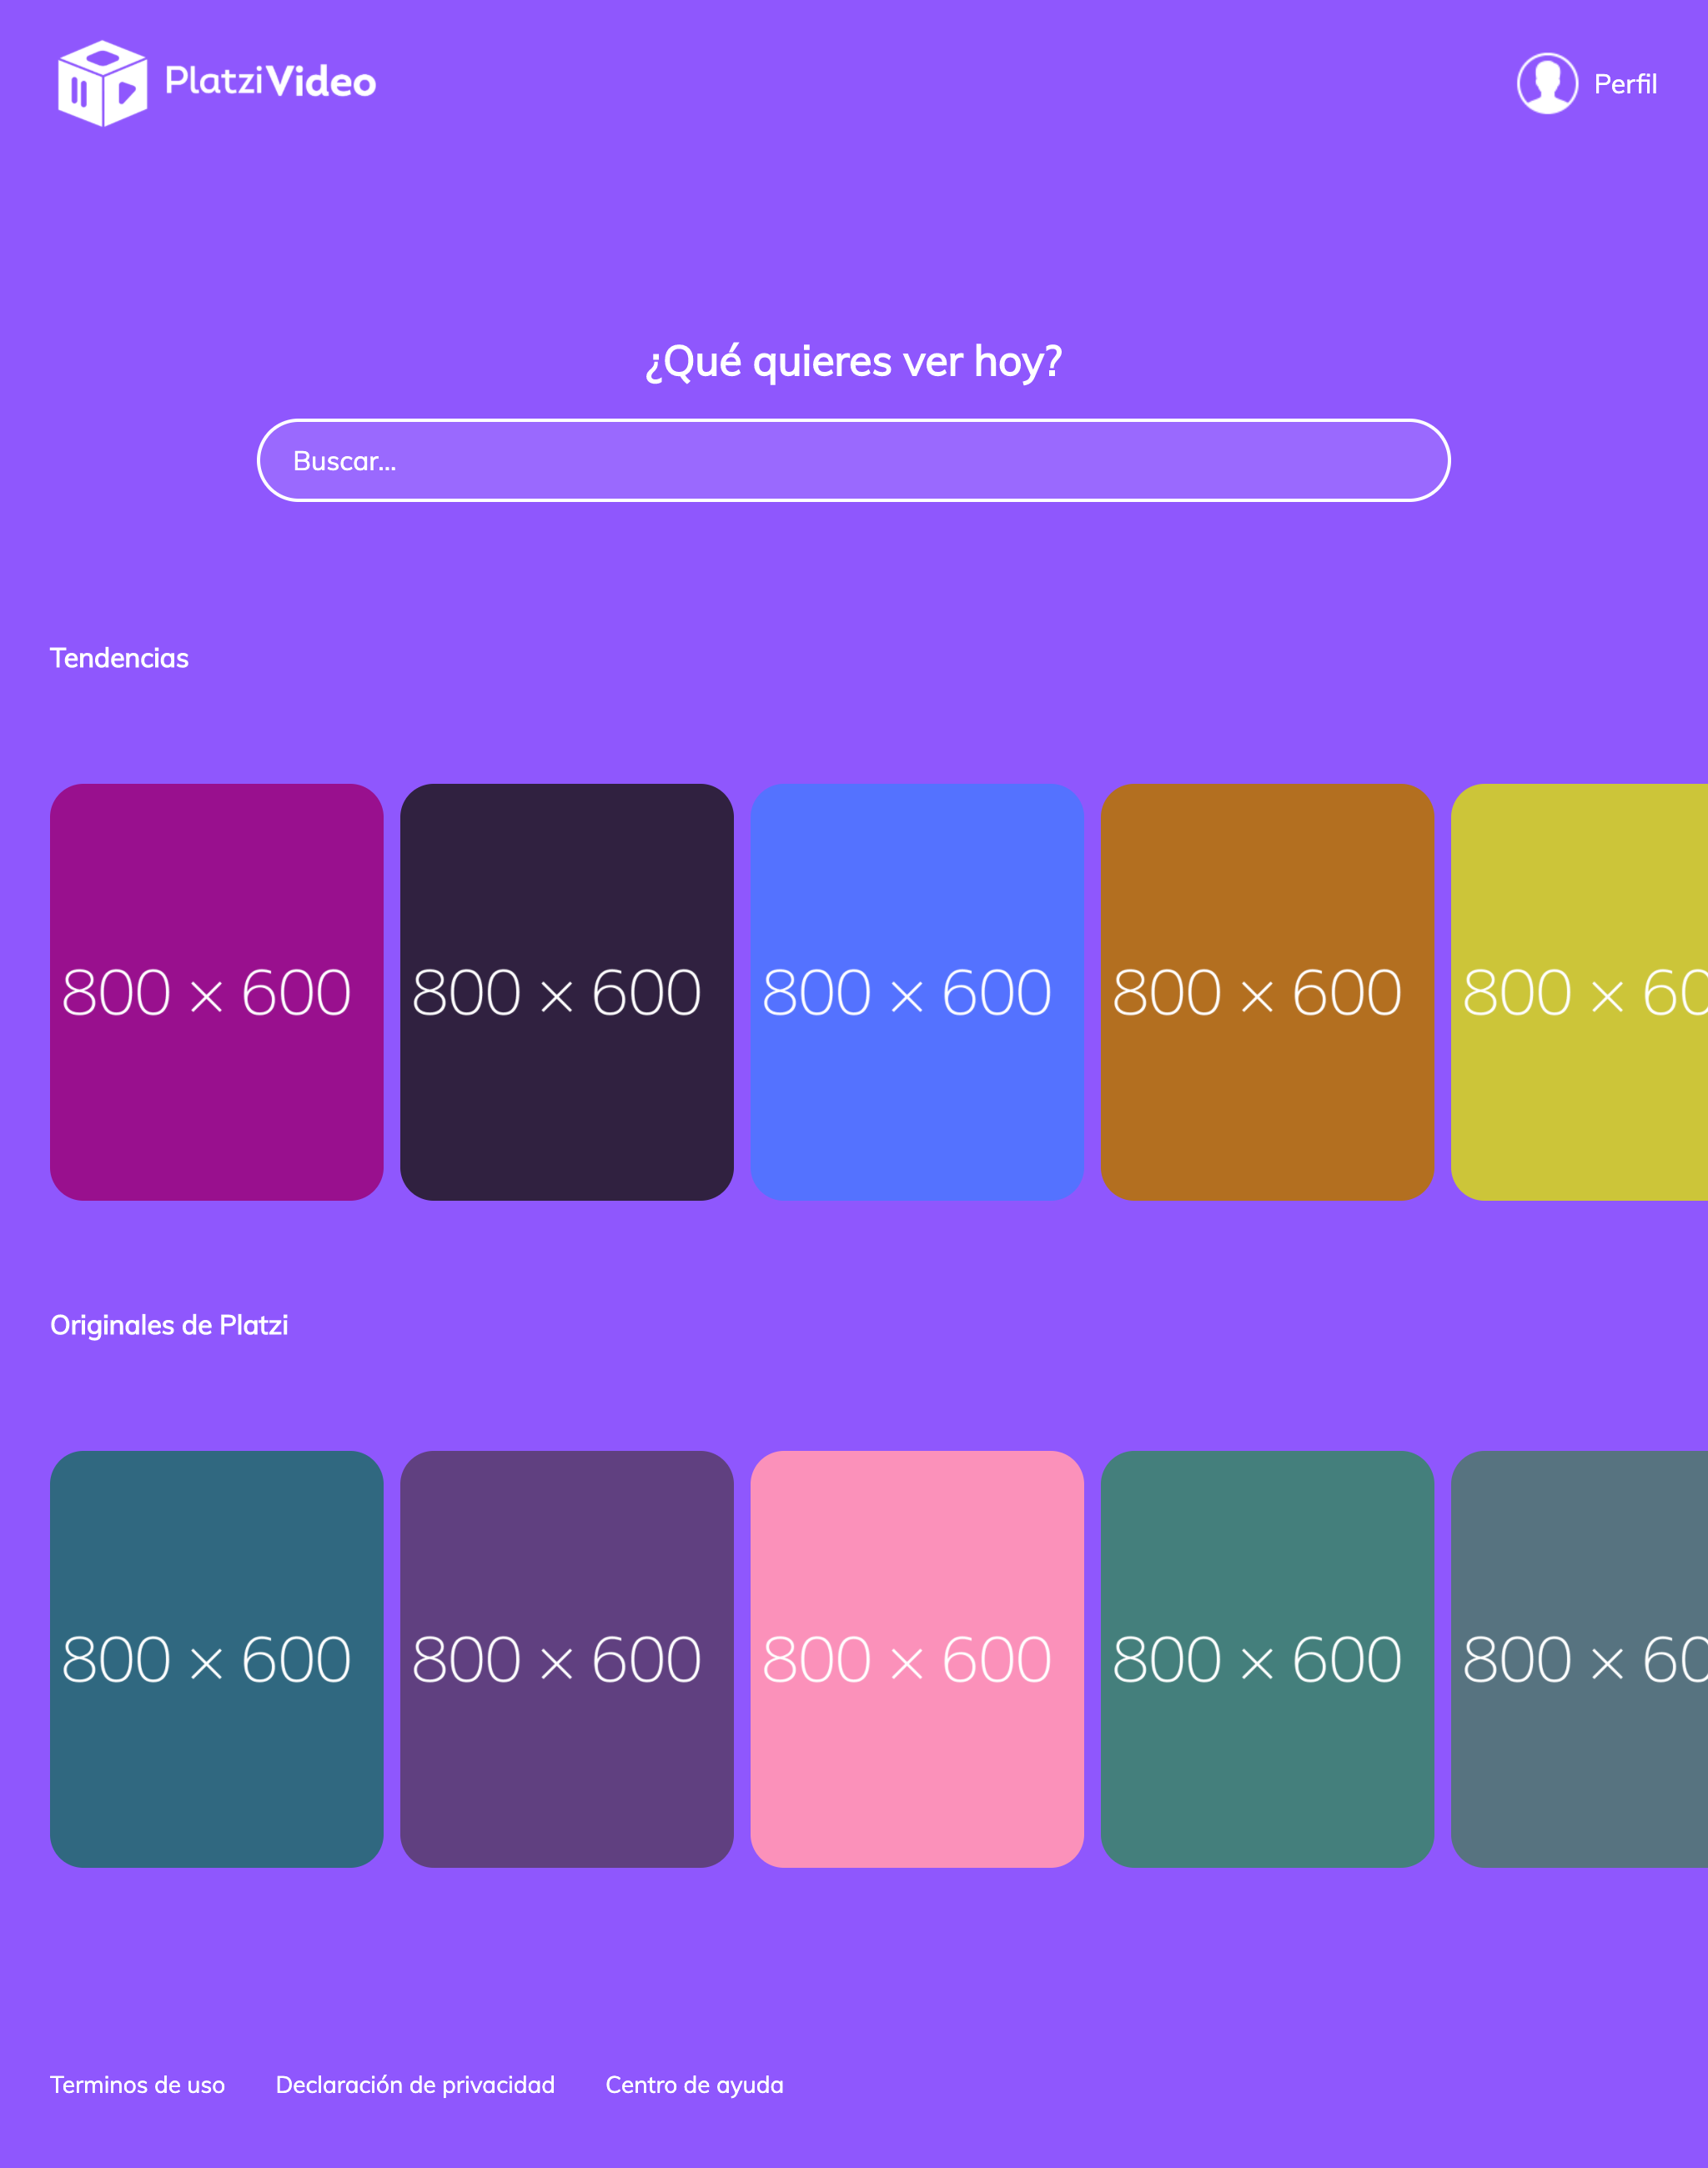 PlatziVideo
Perfil
¿Qué quieres ver hoy?
Buscar...
Tendencias
800 × 600
800 × 600
800 × 600
800 × 600
800 × 60
Originales de Platzi
800 × 600
800 × 600
800 × 600
800 × 600
800 × 60
Terminos de uso
Declaración de privacidad
Centro de ayuda